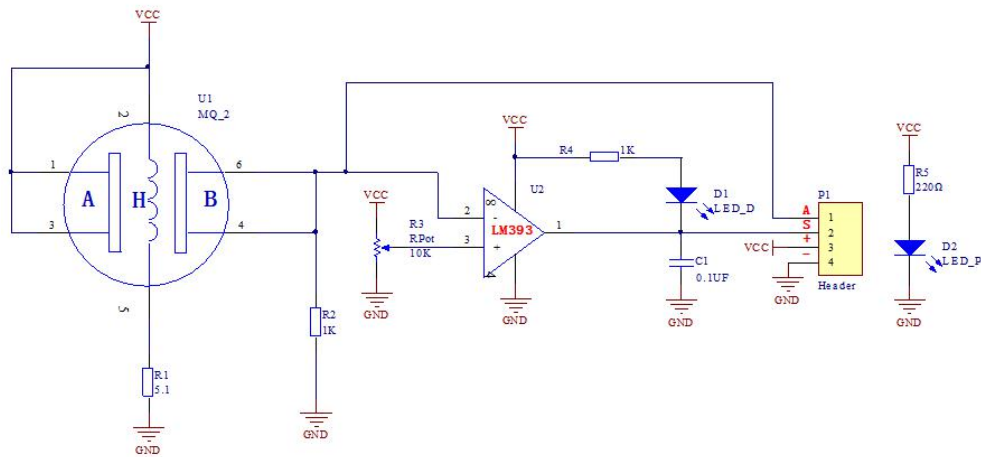 VCC
U1
MQ_2
2
1
3
A
H
B
6
4
5
R1
5.1
GND
R2
1K
GND
VCC
R3
RPot
10K
GND
VCC
R4
1K
U2
2
3
8
-
LM393
+
4
1
GND
D1
LED_D
C1
0.1UF
GND
P1
A
S
+
-
1
2
3
4
VCC
GND
Header
VCC
R5
220Ω
D2
LED_P
GND